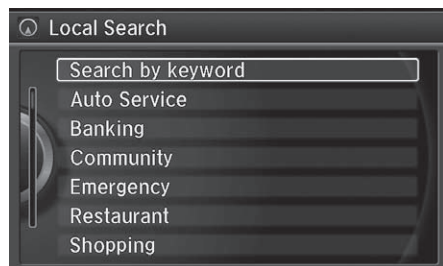 Local Search
Search by keyword
Auto Service
Banking
Community
Emergency
Restaurant
Shopping